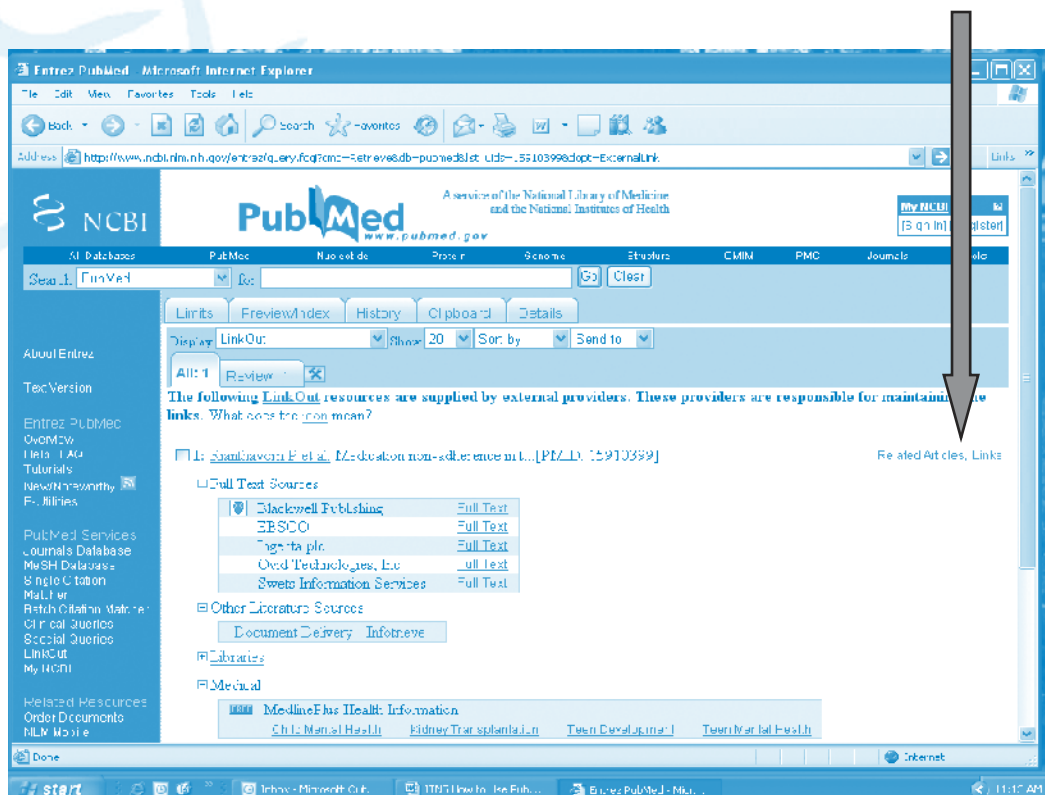 Entrez PubMed - Microsoft Internet Explorer
File Edit View Favorites Tools Help
Back Search Favorites
Address http://www.ncbi.nlm.nih.gov/entrez/query.fcgi?cmd=Retrieve&db=pubmed&list_uids=15910399&dopt=ExternalLink Links
NCBI
PubMed
www.pubmed.gov
A service of the National Library of Medicine
and the National Institutes of Health
My NCBI
[Sign In]
All Databases PubMed Nucleotide Protein Genome Structure OMIM PMC Journals
Search PubMed for Go Clear
Limits Preview/Index History Clipboard Details
Display LinkOut Show 20 Sort by Send to
All: 1 Review: 1
The following LinkOut resources are supplied by external providers. These providers are responsible for maintaining the
links. What does the icon mean?
About Entrez
Text Version
Entrez PubMed
Overview
Help | FAQ
Tutorials
New/Noteworthy
E-Utilities
PubMed Services
Journals Database
MeSH Database
Single Citation
Matcher
Batch Citation Matcher
Clinical Queries
Special Queries
LinkOut
My NCBI
Related Resources
Order Documents
NLM Mobile
1: et al. Medication non-adherence in t...[PMID: 15910399] Related Articles, Links
Full Text Sources
Blackwell Publishing Full Text
EBSCO Full Text
Ingenta plc Full Text
Ovid Technologies, Inc Full Text
Swets Information Services Full Text
Other Literature Sources
Document Delivery Infotrieve
Libraries
Medical
MedlinePlus Health Information
Child Mental Health Kidney Transplantation Teen Development Teen Mental Health
Done Internet
start Inbox - Microsoft Out... How to Use Pub... Entrez PubMed - Micr... 11:15 AM